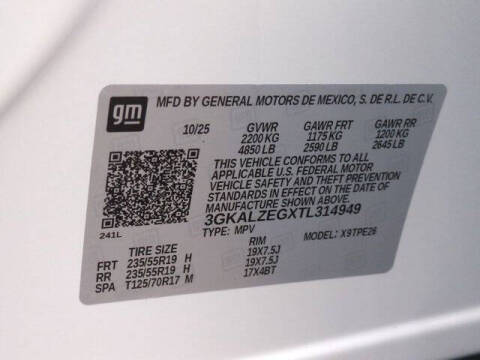 gm MFD BY GENERAL MOTORS DE MEXICO, S. DE R.L. DE C.V.
10/25 GVWR GAWR FRT GAWR RR
2200 KG 1175 KG 1200 KG
4850 LB 2590 LB 2645 LB
THIS VEHICLE CONFORMS TO ALL
APPLICABLE U.S. FEDERAL MOTOR
VEHICLE SAFETY AND THEFT PREVENTION
STANDARDS IN EFFECT ON THE DATE OF
MANUFACTURE SHOWN ABOVE.
3GKALZEGXTL314949
241L TYPE: MPV MODEL: X9TPE26
TIRE SIZE RIM
FRT 235/55R19 H 19X7.5J
RR 235/55R19 H 19X7.5J
SPA T125/70R17 M 17X4BT